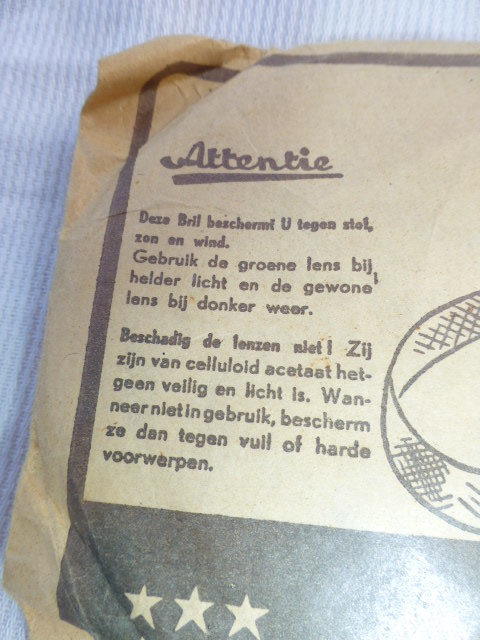 Attentie
Deze Bril beschermt U tegen stof,
zon en wind.
Gebruik de groene lens bij
helder licht en de gewone
lens bij donker weer.
Beschadig de lenzen niet! Zij
zijn van celluloid acetaat het-
geen veilig en licht is. Wan-
neer niet in gebruik, bescherm
ze dan tegen vuil of harde
voorwerpen.